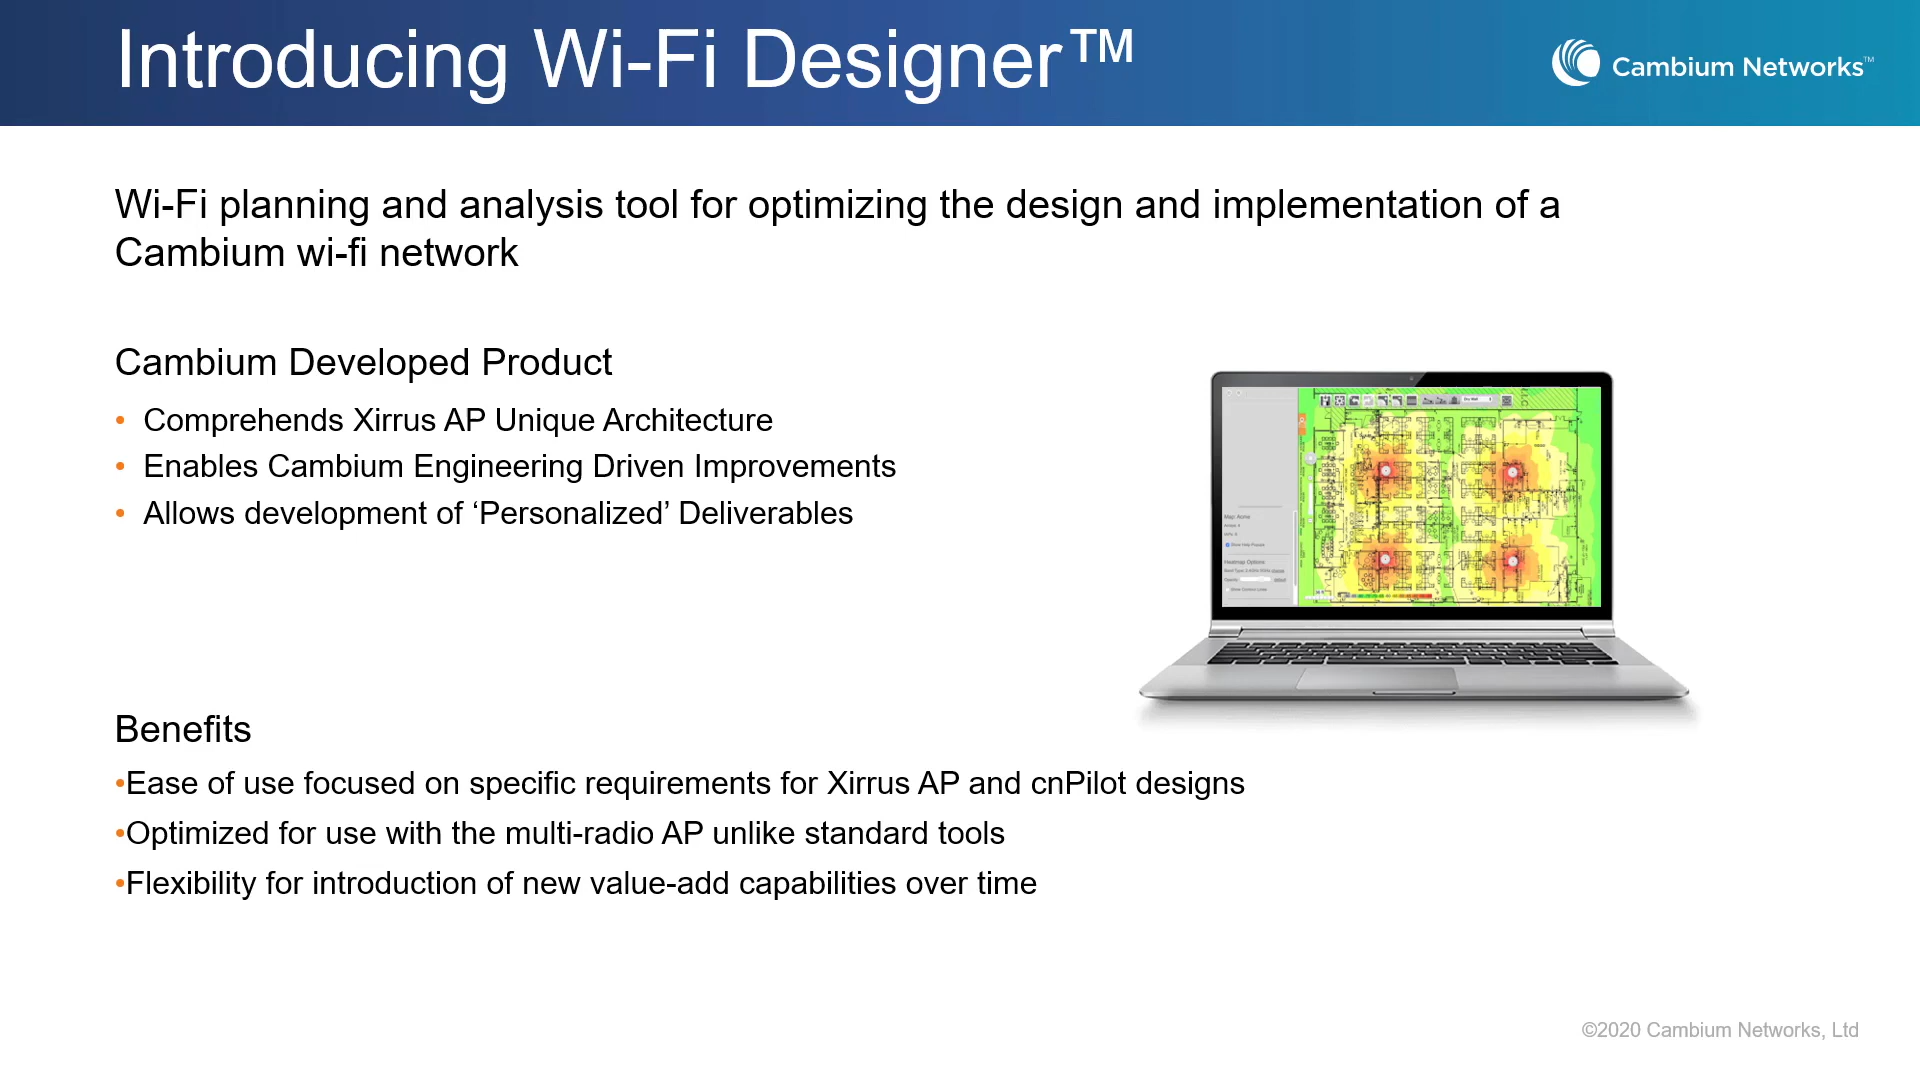 Introducing Wi-Fi Designer™
Cambium Networks™
Wi-Fi planning and analysis tool for optimizing the design and implementation of a
Cambium wi-fi network
Cambium Developed Product
• Comprehends Xirrus AP Unique Architecture
• Enables Cambium Engineering Driven Improvements
• Allows development of ‘Personalized’ Deliverables
Map: Acme
Heatmap Options
Benefits
•Ease of use focused on specific requirements for Xirrus AP and cnPilot designs
•Optimized for use with the multi-radio AP unlike standard tools
•Flexibility for introduction of new value-add capabilities over time
©2020 Cambium Networks, Ltd